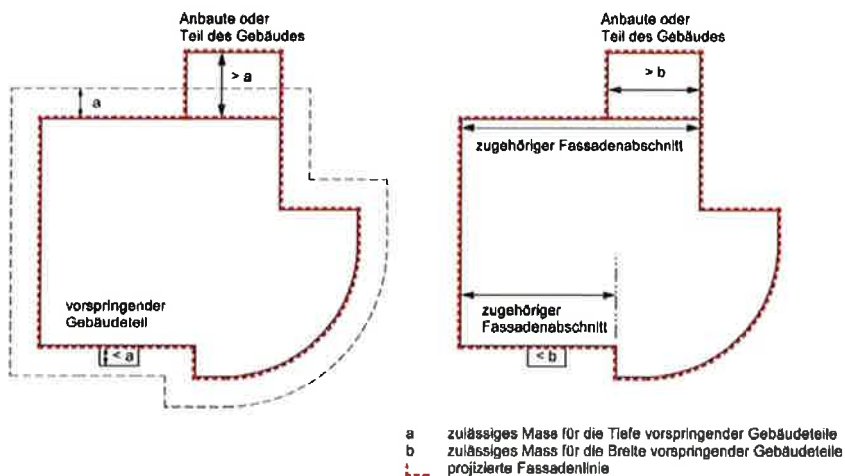 Anbaute oder
Teil des Gebäudes
> a
a
vorspringender
Gebäudeteil
< a
Anbaute oder
Teil des Gebäudes
> b
zugehöriger Fassadenabschnitt
zugehöriger
Fassadenabschnitt
< b
a zulässiges Mass für die Tiefe vorspringender Gebäudeteile
b zulässiges Mass für die Breite vorspringender Gebäudeteile
projizierte Fassadenlinie